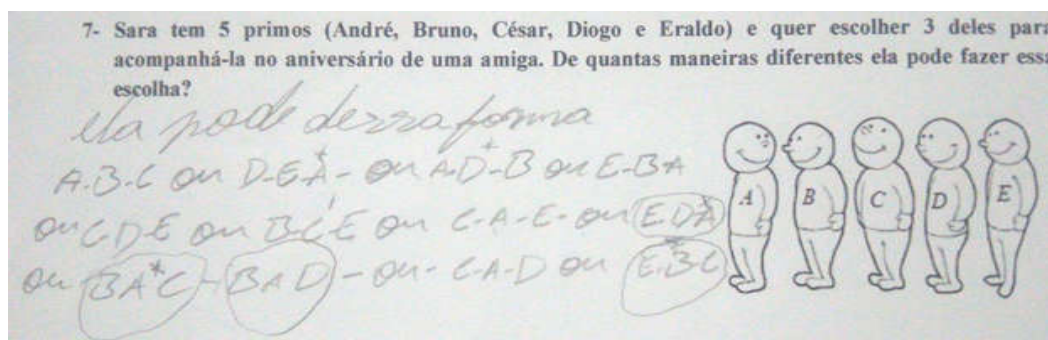 7- Sara tem 5 primos (André, Bruno, César, Diogo e Eraldo) e quer escolher 3 deles para
acompanhá-la no aniversário de uma amiga. De quantas maneiras diferentes ela pode fazer essa
escolha?
ela pode dessa forma
A-B-C ou D-E-A - ou A-D-B ou E-B-A
ou C-D-E ou B-C-E ou C-A-E- ou E D A
ou B A C - B A D - ou - C-A-D ou E-B-C
A B C D E